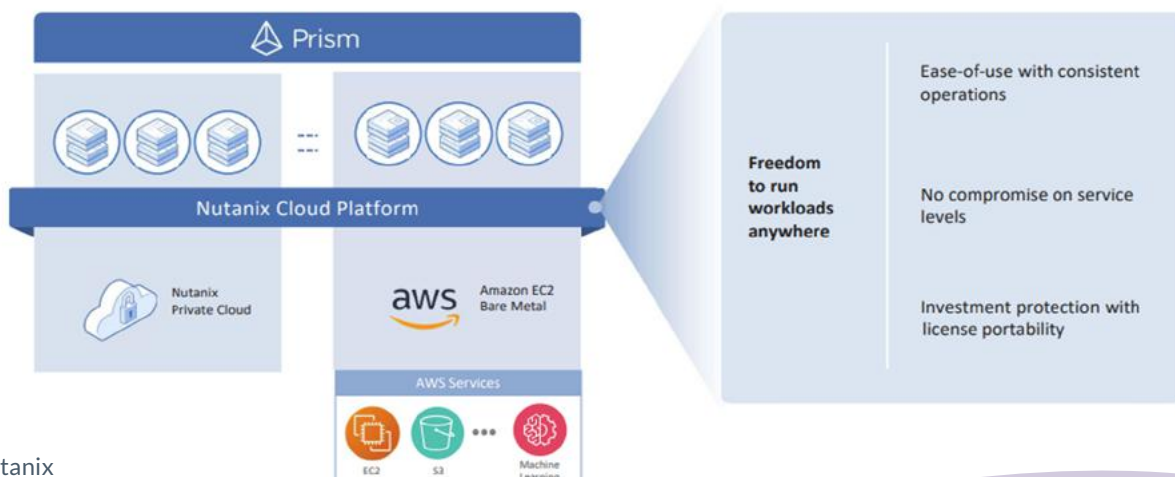 Prism
Nutanix Cloud Platform
Nutanix
Private Cloud
aws
Amazon EC2
Bare Metal
AWS Services
EC2
S3
Machine
Learning
Freedom
to run
workloads
anywhere
Ease-of-use with consistent
operations
No compromise on service
levels
Investment protection with
license portability
tanix